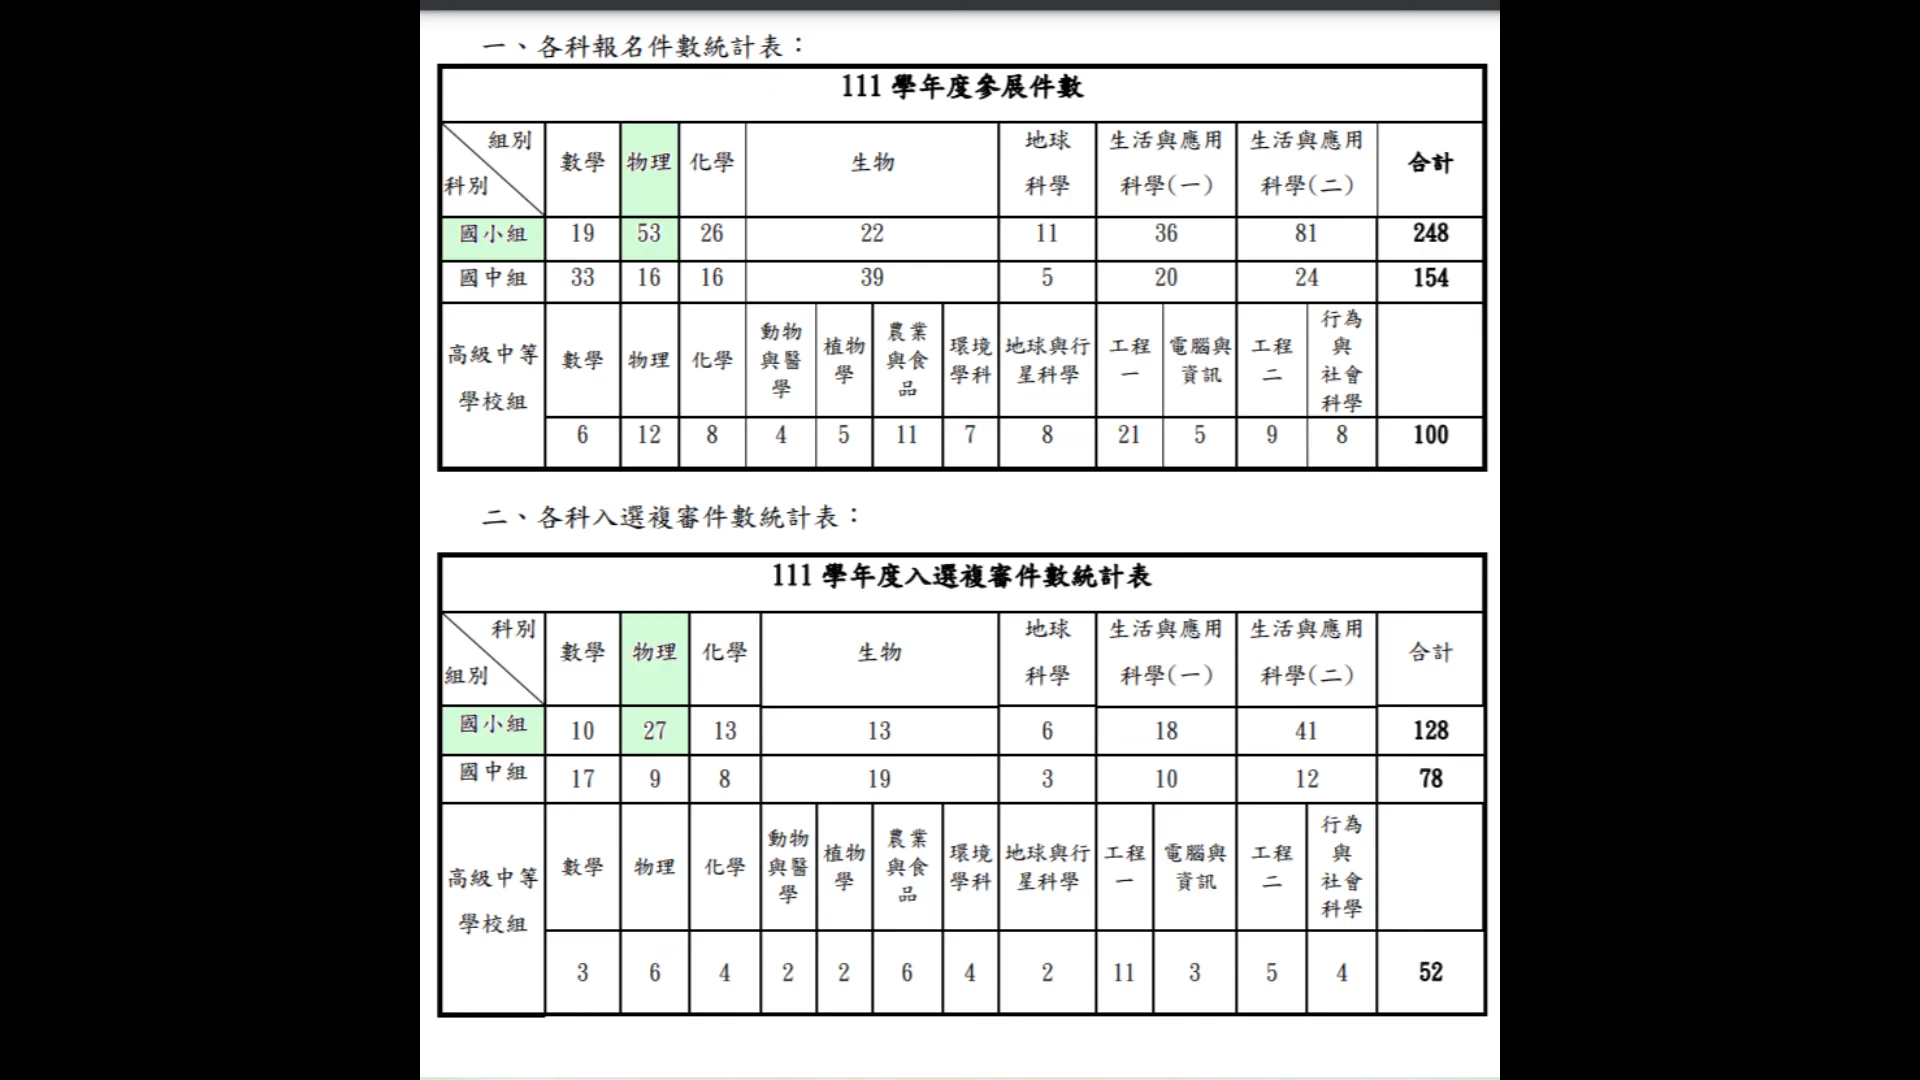 一、各科報名件數統計表：
111 學年度參展件數
組別
科別
數學 物理 化學 生物 地球 科學 生活與應用 科學(一) 生活與應用 科學(二) 合計
國小組 19 53 26 22 11 36 81 248
國中組 33 16 16 39 5 20 24 154
高級中等 學校組 數學 物理 化學 動物與醫學 植物學 農業與食品 環境學科 地球與行星科學 工程一 電腦與資訊 工程二 行為與社會科學
6 12 8 4 5 11 7 8 21 5 9 8 100
二、各科入選複審件數統計表：
111 學年度入選複審件數統計表
科別
組別
數學 物理 化學 生物 地球 科學 生活與應用 科學(一) 生活與應用 科學(二) 合計
國小組 10 27 13 13 6 18 41 128
國中組 17 9 8 19 3 10 12 78
高級中等 學校組 數學 物理 化學 動物與醫學 植物學 農業與食品 環境學科 地球與行星科學 工程一 電腦與資訊 工程二 行為與社會科學
3 6 4 2 2 6 4 2 11 3 5 4 52